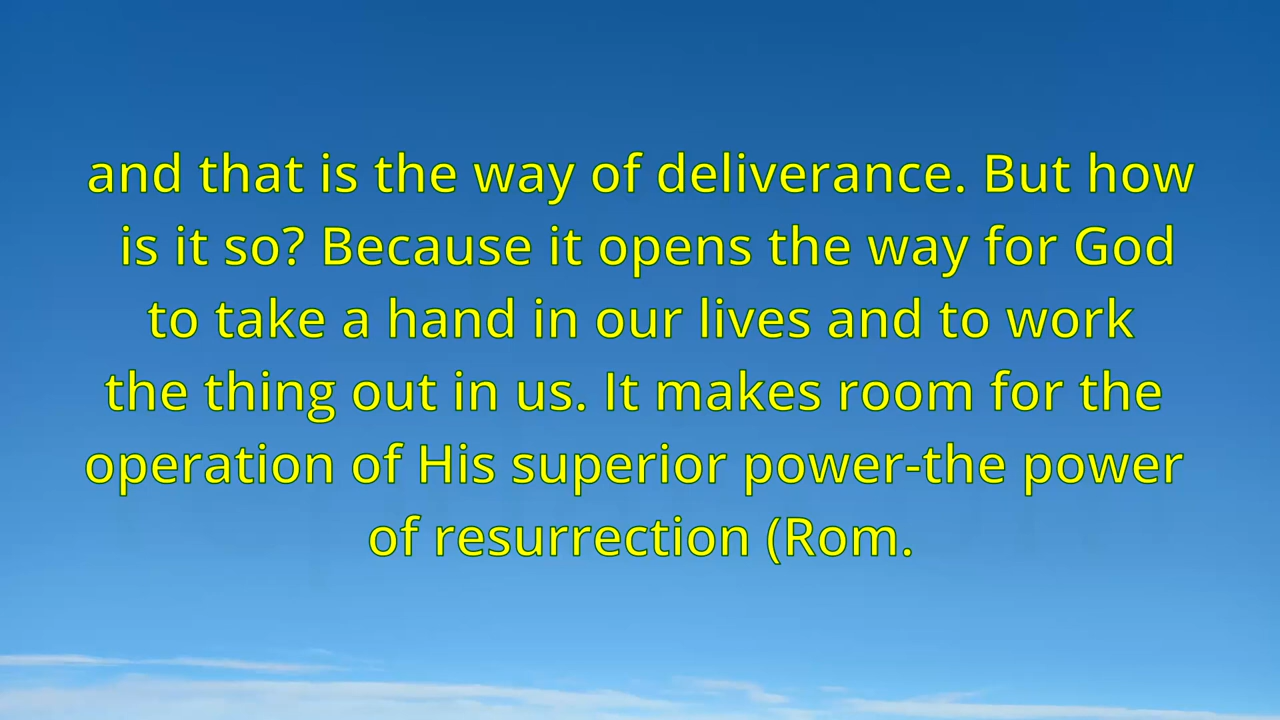 and that is the way of deliverance. But how
is it so? Because it opens the way for God
to take a hand in our lives and to work
the thing out in us. It makes room for the
operation of His superior power-the power
of resurrection (Rom.